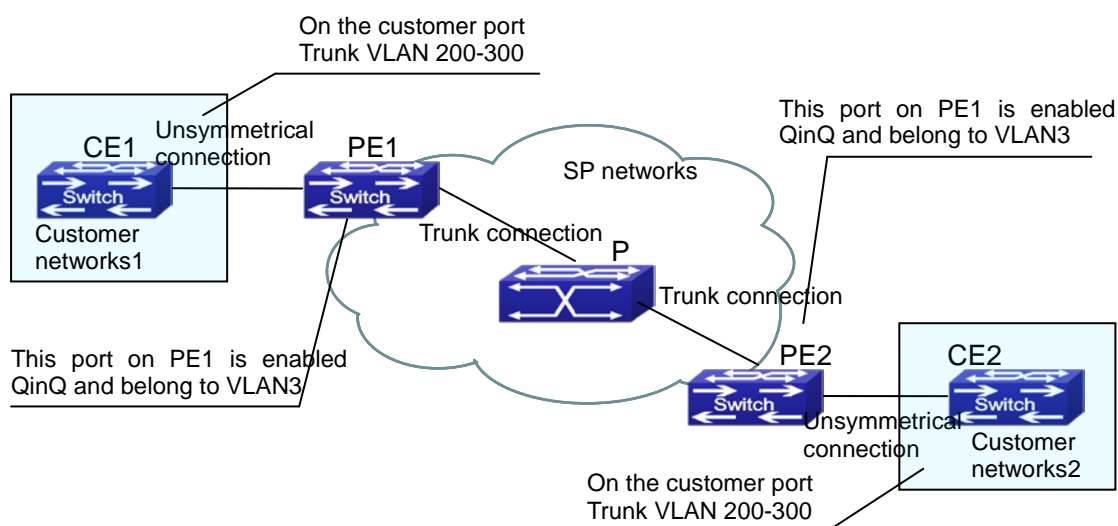 On the customer port
Trunk VLAN 200-300
This port on PE1 is enabled
QinQ and belong to VLAN3
Unsymmetrical
connection
CE1
PE1
SP networks
Switch
Switch
Customer
networks1
Trunk connection
P
Trunk connection
This port on PE1 is enabled
QinQ and belong to VLAN3
PE2
CE2
Switch
Switch
Unsymmetrical
connection
Customer
networks2
On the customer port
Trunk VLAN 200-300